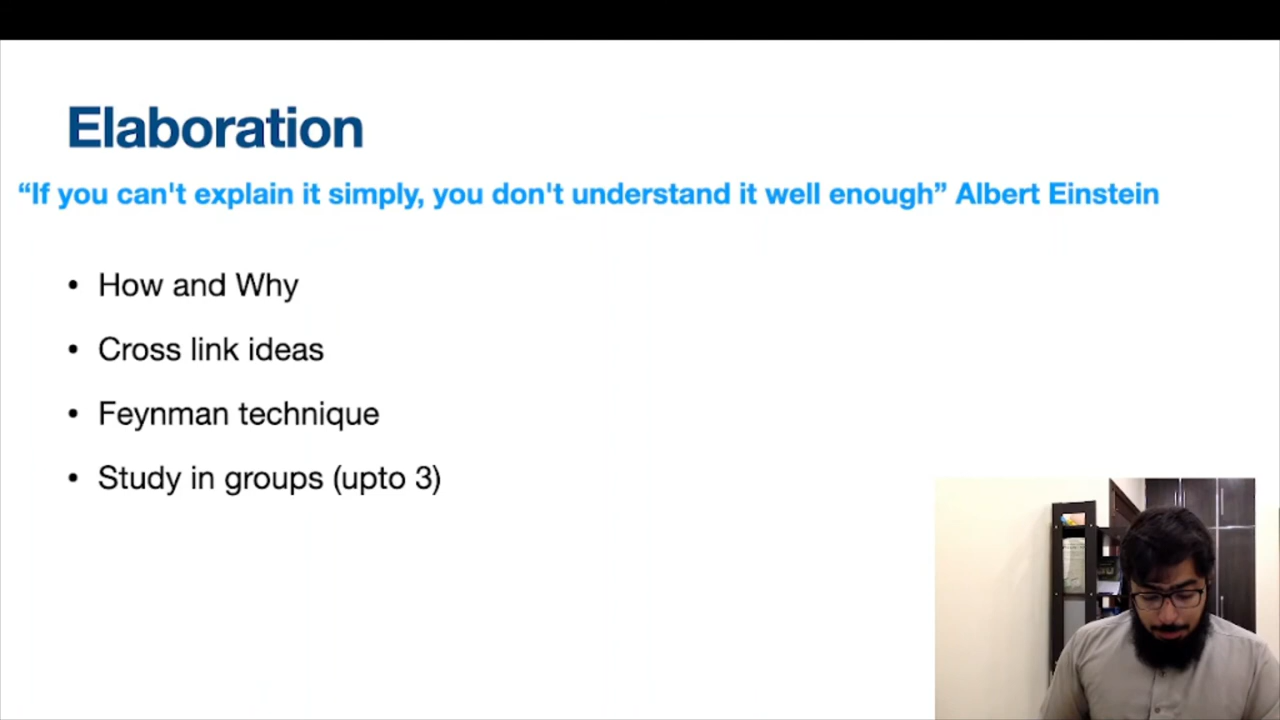 Elaboration
“If you can't explain it simply, you don't understand it well enough” Albert Einstein
• How and Why
• Cross link ideas
• Feynman technique
• Study in groups (upto 3)